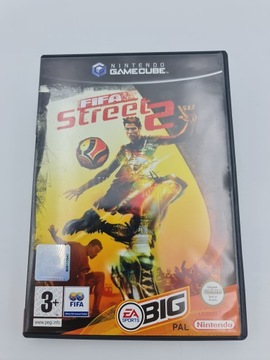 NINTENDO
GAMECUBE
FIFA
Street 2
3+
www.pegi.info
FIFA
EA
SPORTS
BIG
PAL
Nintendo